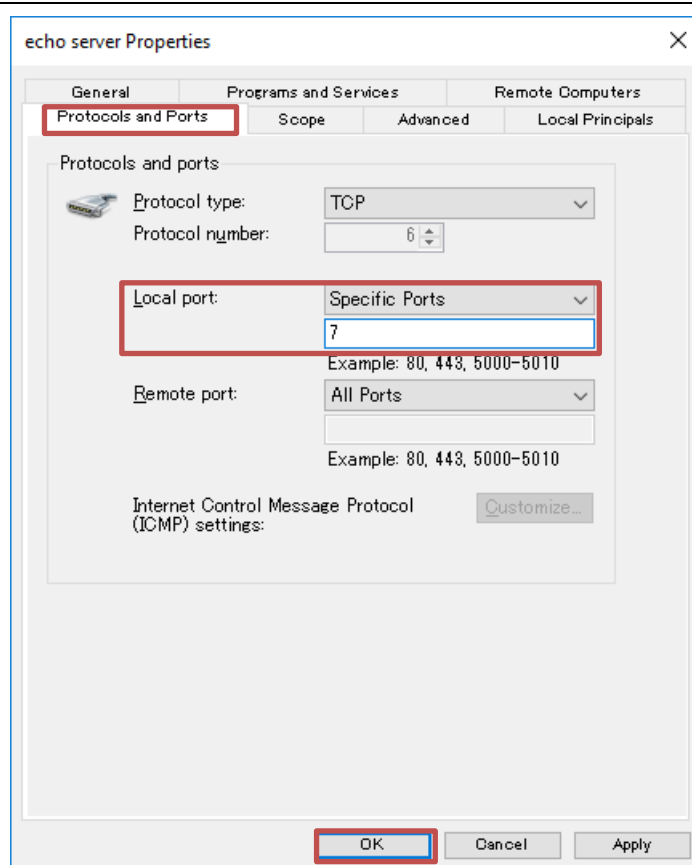 echo server Properties
General Programs and Services Remote Computers
Protocols and Ports Scope Advanced Local Principals
Protocols and ports
Protocol type: TCP
Protocol number: 6
Local port: Specific Ports
7
Example: 80, 443, 5000-5010
Remote port: All Ports
Example: 80, 443, 5000-5010
Internet Control Message Protocol Customize...
(ICMP) settings:
OK Cancel Apply